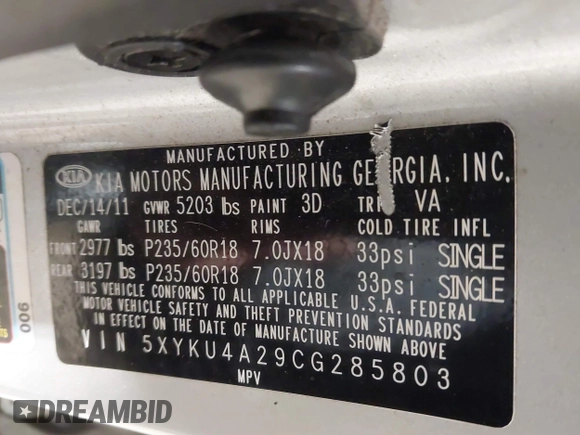 MANUFACTURED BY
KIA KIA MOTORS MANUFACTURING GEORGIA, INC.
DEC/14/11 GVWR 5203 lbs PAINT 3D TRIM VA
GAWR TIRES RIMS COLD TIRE INFL
FRONT 2977 lbs P235/60R18 7.0JX18 33psi SINGLE
REAR 3197 lbs P235/60R18 7.0JX18 33psi SINGLE
THIS VEHICLE CONFORMS TO ALL APPLICABLE U.S.A. FEDERAL
MOTOR VEHICLE SAFETY AND THEFT PREVENTION STANDARDS
IN EFFECT ON THE DATE OF MANUFACTURE SHOWN ABOVE
VIN 5XYKU4A29CG285803
MPV
006
DREAMBID